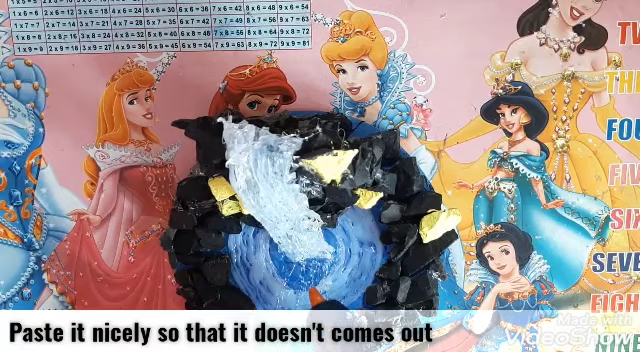 1 x 6 = 6 2 x 6 = 12 3 x 6 = 18 4 x 6 = 24 5 x 6 = 30 6 x 6 = 36 7 x 6 = 42 8 x 6 = 48 9 x 6 = 54
1 x 7 = 7 2 x 7 = 14 3 x 7 = 21 4 x 7 = 28 5 x 7 = 35 6 x 7 = 42 7 x 7 = 49 8 x 7 = 56 9 x 7 = 63
1 x 8 = 8 2 x 8 = 16 3 x 8 = 24 4 x 8 = 32 5 x 8 = 40 6 x 8 = 48 7 x 8 = 56 8 x 8 = 64 9 x 8 = 72
1 x 9 = 9 2 x 9 = 18 3 x 9 = 27 4 x 9 = 36 5 x 9 = 45 6 x 9 = 54 7 x 9 = 63 8 x 9 = 72 9 x 9 = 81
TW
THE
FOU
FIV
SIX
SEVE
EIGH
NINE
Paste it nicely so that it doesn't comes out
Made with
VideoShow